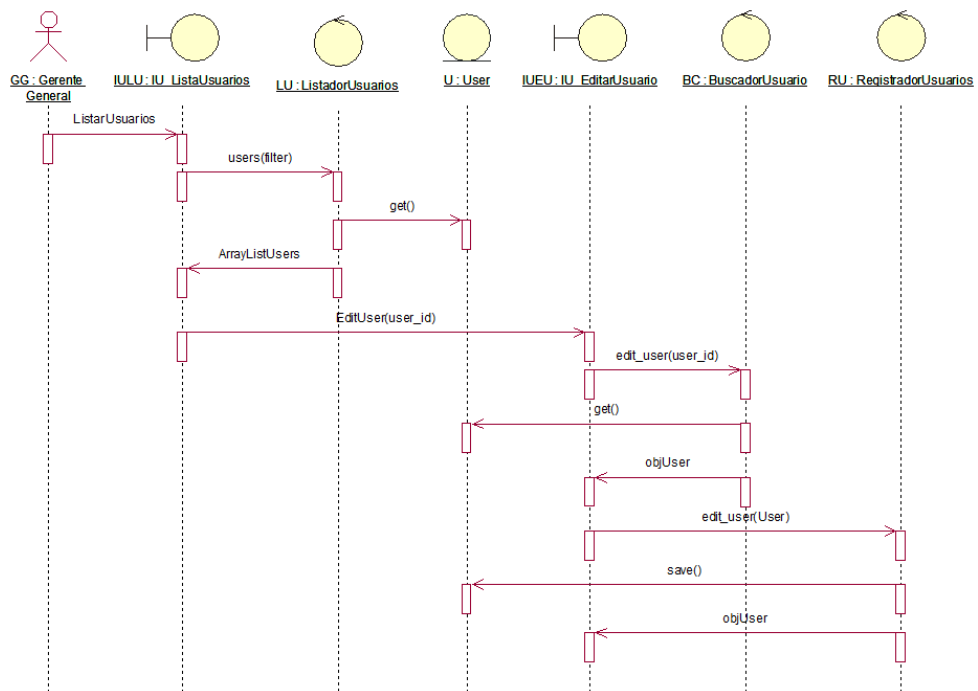 GG : Gerente General
IULU : IU_ListaUsuarios
LU : ListadorUsuarios
U : User
IUEU : IU_EditarUsuario
BC : BuscadorUsuario
RU : RegistradorUsuarios
ListarUsuarios
users(filter)
get()
ArrayListUsers
EditUser(user_id)
edit_user(user_id)
get()
objUser
edit_user(User)
save()
objUser